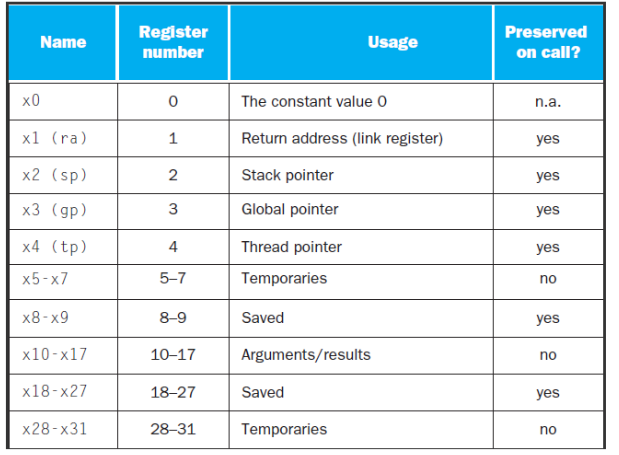 Name Register number Usage Preserved on call?
x0 0 The constant value 0 n.a.
x1 (ra) 1 Return address (link register) yes
x2 (sp) 2 Stack pointer yes
x3 (gp) 3 Global pointer yes
x4 (tp) 4 Thread pointer yes
x5-x7 5–7 Temporaries no
x8-x9 8–9 Saved yes
x10-x17 10–17 Arguments/results no
x18-x27 18–27 Saved yes
x28-x31 28–31 Temporaries no